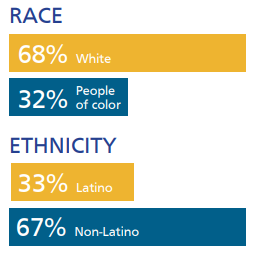 RACE
68% White
32% People
of color
ETHNICITY
33% Latino
67% Non-Latino